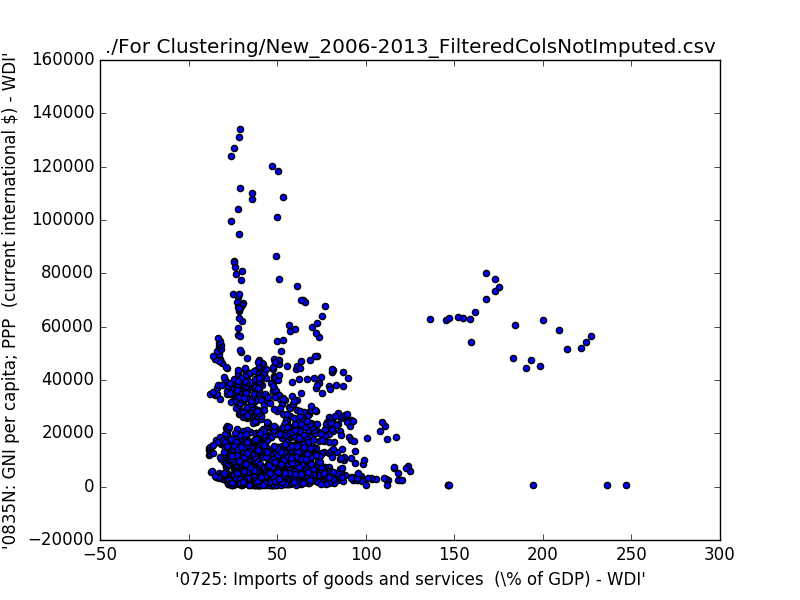 ./For Clustering/New_2006-2013_FilteredColsNotImputed.csv
'0835N: GNI per capita; PPP  (current international $) - WDI'
160000
140000
120000
100000
80000
60000
40000
20000
0
−20000
−50 0 50 100 150 200 250 300
'0725: Imports of goods and services  (\% of GDP) - WDI'